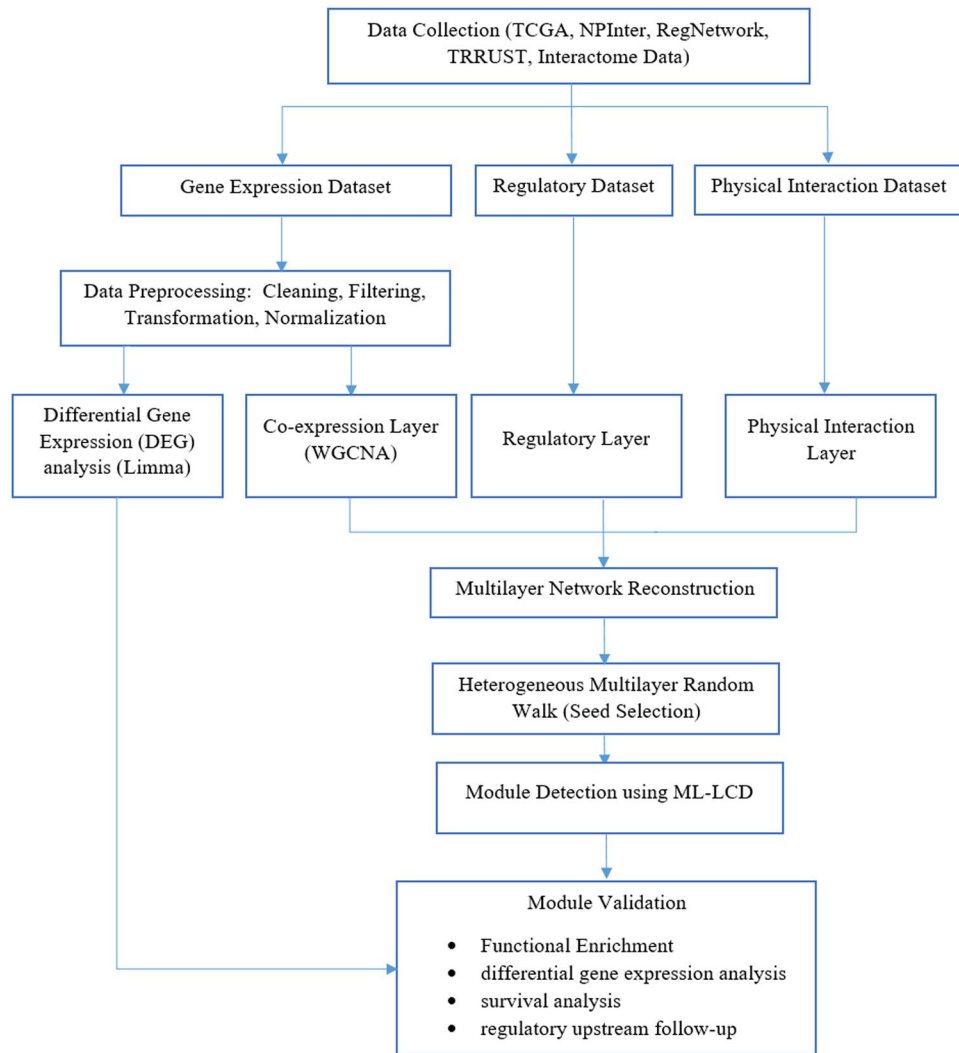 Data Collection (TCGA, NPInter, RegNetwork,
TRRUST, Interactome Data)
Gene Expression Dataset
Regulatory Dataset
Physical Interaction Dataset
Data Preprocessing: Cleaning, Filtering,
Transformation, Normalization
Differential Gene
Expression (DEG)
analysis (Limma)
Co-expression Layer
(WGCNA)
Regulatory Layer
Physical Interaction
Layer
Multilayer Network Reconstruction
Heterogeneous Multilayer Random
Walk (Seed Selection)
Module Detection using ML-LCD
Module Validation
• Functional Enrichment
• differential gene expression analysis
• survival analysis
• regulatory upstream follow-up